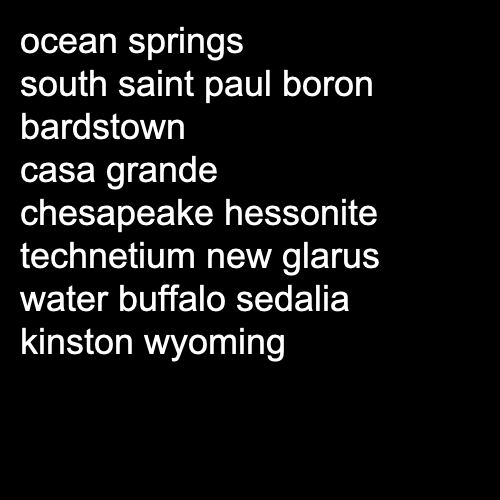 ocean springs
south saint paul boron
bardstown
casa grande
chesapeake hessonite
technetium new glarus
water buffalo sedalia
kinston wyoming